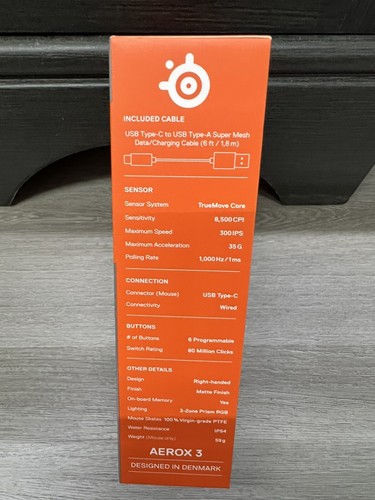 INCLUDED CABLE
USB Type-C to USB Type-A Super Mesh
Data/Charging Cable (6 ft / 1,8 m)
SENSOR
Sensor System TrueMove Core
Sensitivity 8,500 CPI
Maximum Speed 300 IPS
Maximum Acceleration 35 G
Polling Rate 1,000 Hz / 1 ms
CONNECTION
Connector (Mouse) USB Type-C
Connectivity Wired
BUTTONS
# of Buttons 6 Programmable
Switch Rating 80 Million Clicks
OTHER DETAILS
Design Right-handed
Finish Matte Finish
On-board Memory Yes
Lighting 3-Zone Prism RGB
Mouse Skates 100% Virgin-grade PTFE
Water Resistance IP54
Weight (Mouse only) 59 g
AEROX 3
DESIGNED IN DENMARK